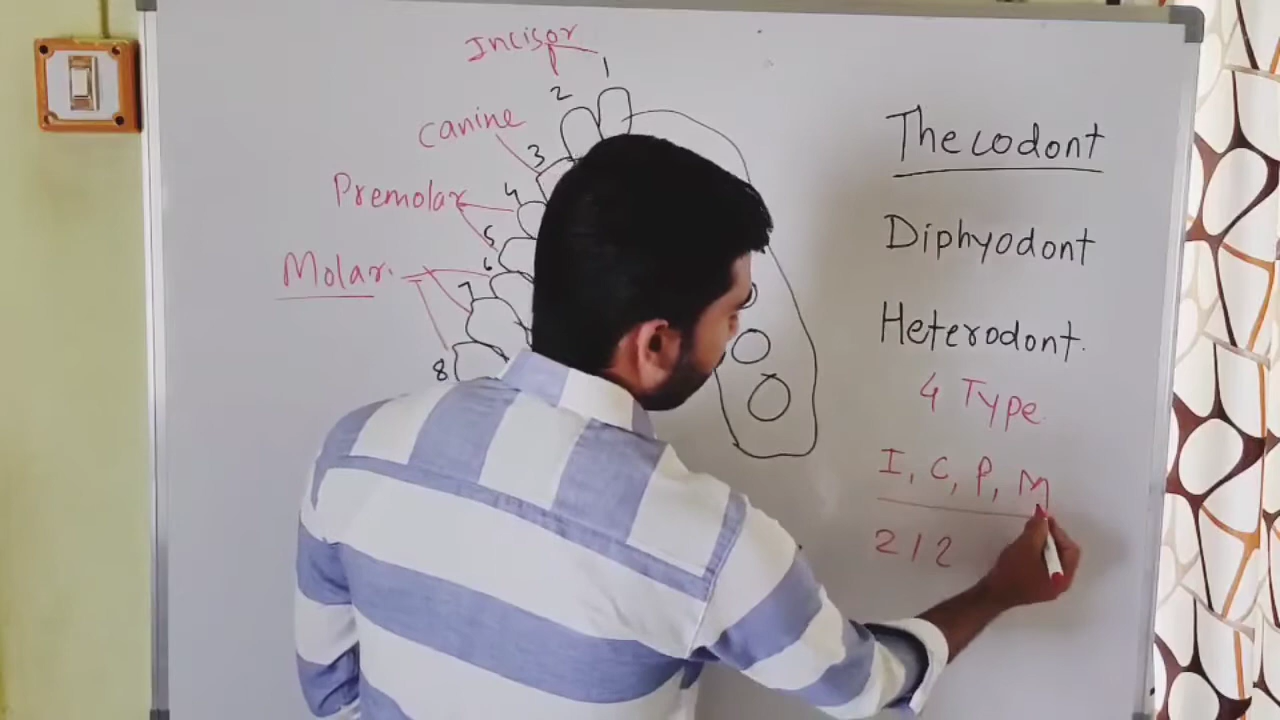 Incisor
1
2
Canine
3
Premolar
4
5
Molar.
6
7
8
Thecodont
Diphyodont
Heterodont.
4 Type.
I, C, P, M
2 1 2